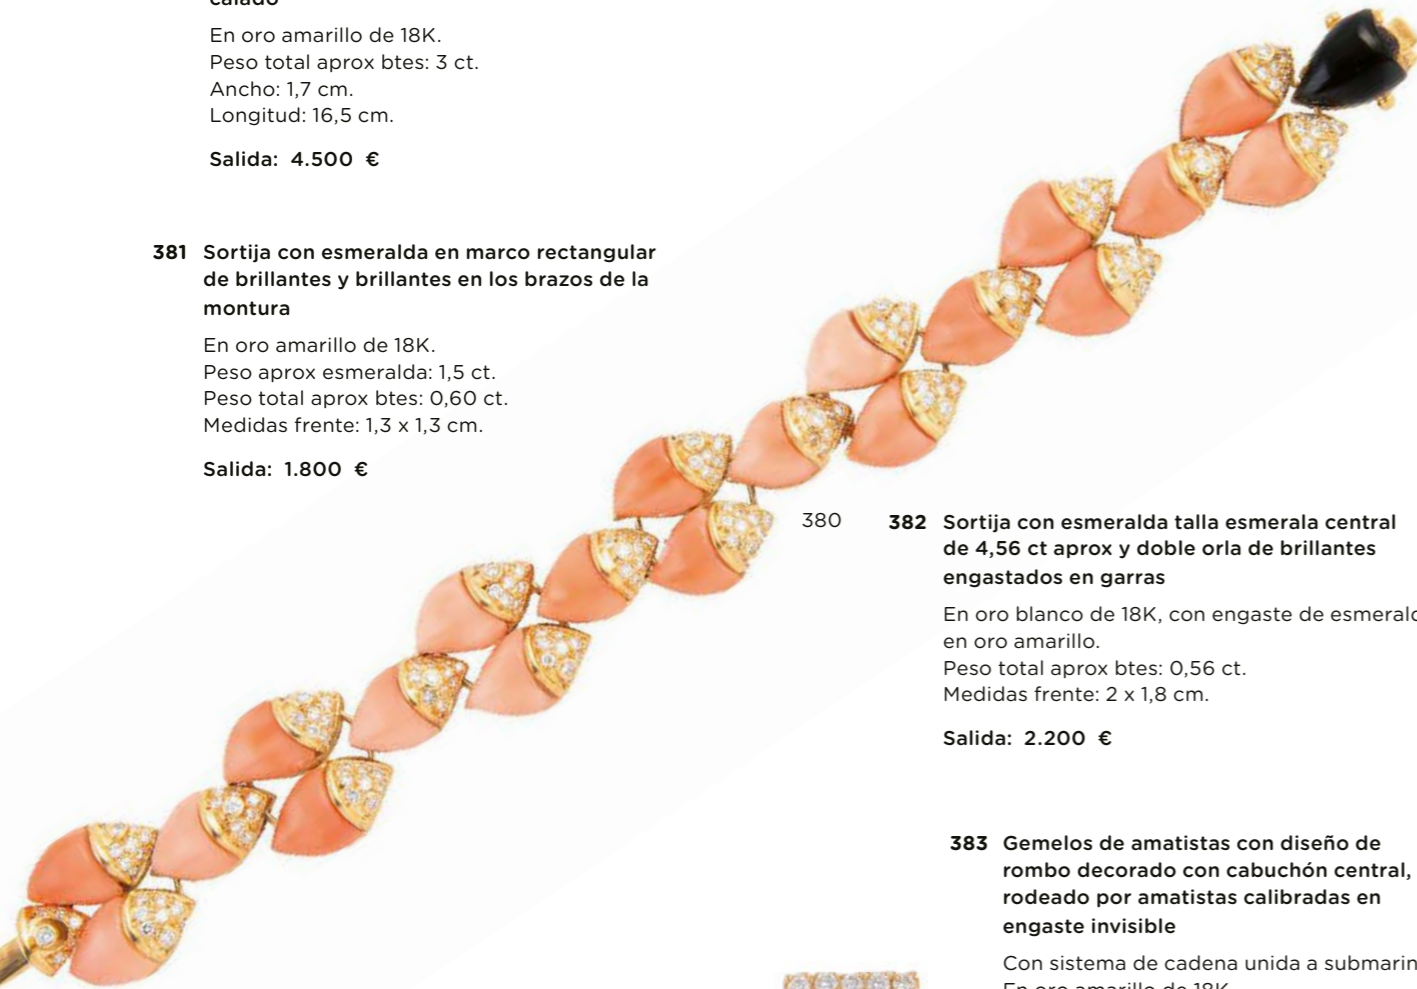 calado
En oro amarillo de 18K.
Peso total aprox btes: 3 ct.
Ancho: 1,7 cm.
Longitud: 16,5 cm.
Salida: 4.500 €
381 Sortija con esmeralda en marco rectangular
de brillantes y brillantes en los brazos de la
montura
En oro amarillo de 18K.
Peso aprox esmeralda: 1,5 ct.
Peso total aprox btes: 0,60 ct.
Medidas frente: 1,3 x 1,3 cm.
Salida: 1.800 €
380
382 Sortija con esmeralda talla esmerala central
de 4,56 ct aprox y doble orla de brillantes
engastados en garras
En oro blanco de 18K, con engaste de esmerald
en oro amarillo.
Peso total aprox btes: 0,56 ct.
Medidas frente: 2 x 1,8 cm.
Salida: 2.200 €
383 Gemelos de amatistas con diseño de
rombo decorado con cabuchón central,
rodeado por amatistas calibradas en
engaste invisible
Con sistema de cadena unida a submarin
En oro amarillo de 18K